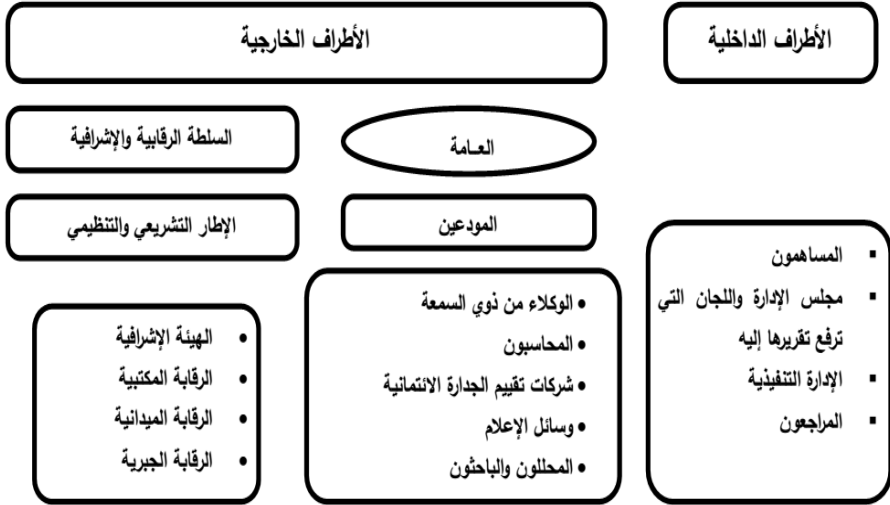 الأطراف الداخلية
الأطراف الخارجية
العـامة
السلطة الرقابية والإشرافية
المودعين
الإطار التشريعي والتنظيمي
▪ المساهمون
▪ مجلس الإدارة واللجان التي
ترفع تقريرها إليه
▪ الإدارة التنفيذية
▪ المراجعون
• الوكلاء من ذوي السمعة
• المحاسبون
• شركات تقييم الجدارة الائتمانية
• وسائل الإعلام
• المحللون والباحثون
• الهيئة الإشرافية
• الرقابة المكتبية
• الرقابة الميدانية
• الرقابة الجبرية